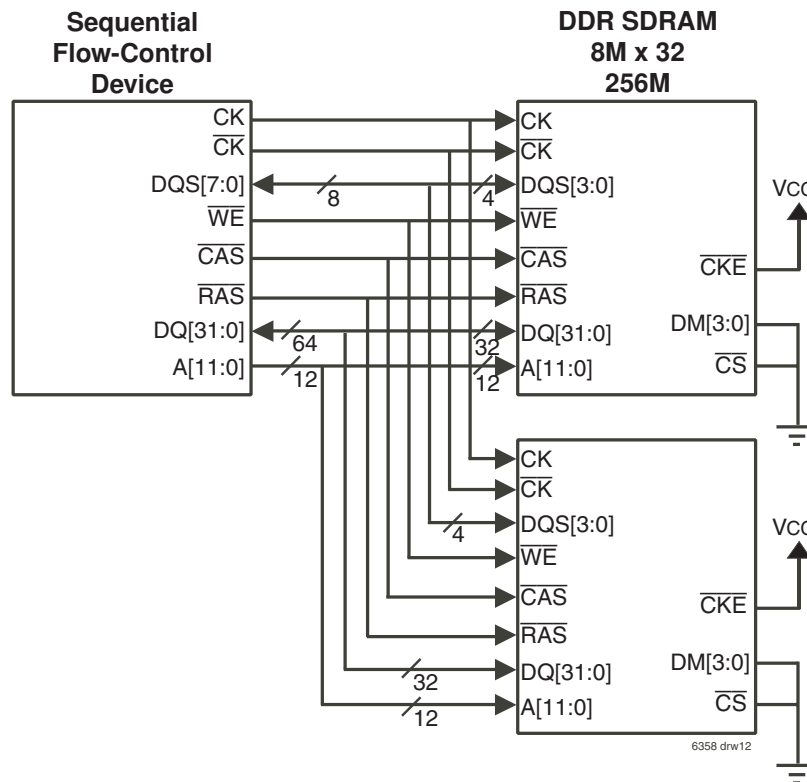 Sequential
Flow-Control
Device
DDR SDRAM
8M x 32
256M
CK
CK
DQS[7:0]
WE
CAS
RAS
DQ[31:0]
A[11:0]
8
64
12
4
32
12
CK
CK
DQS[3:0]
WE
CAS
RAS
DQ[31:0]
A[11:0]
VCC
CKE
DM[3:0]
CS
4
32
12
CK
CK
DQS[3:0]
WE
CAS
RAS
DQ[31:0]
A[11:0]
VCC
CKE
DM[3:0]
CS
6358 drw12